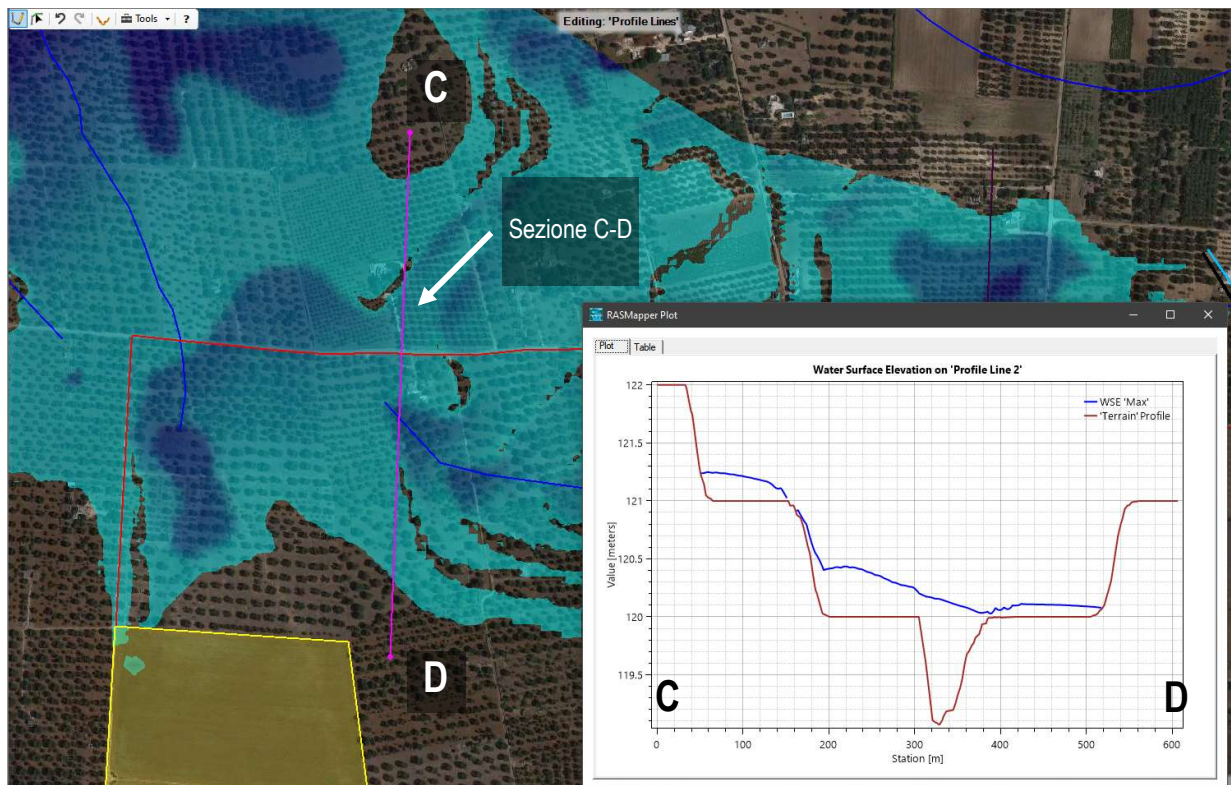 Tools
?
Editing: 'Profile Lines'
C
Sezione C-D
D
RASMapper Plot
Plot
Table
Water Surface Elevation on 'Profile Line 2'
WSE 'Max'
'Terrain' Profile
Value [meters]
122
121.5
121
120.5
120
119.5
C
D
0
100
200
300
400
500
600
Station [m]